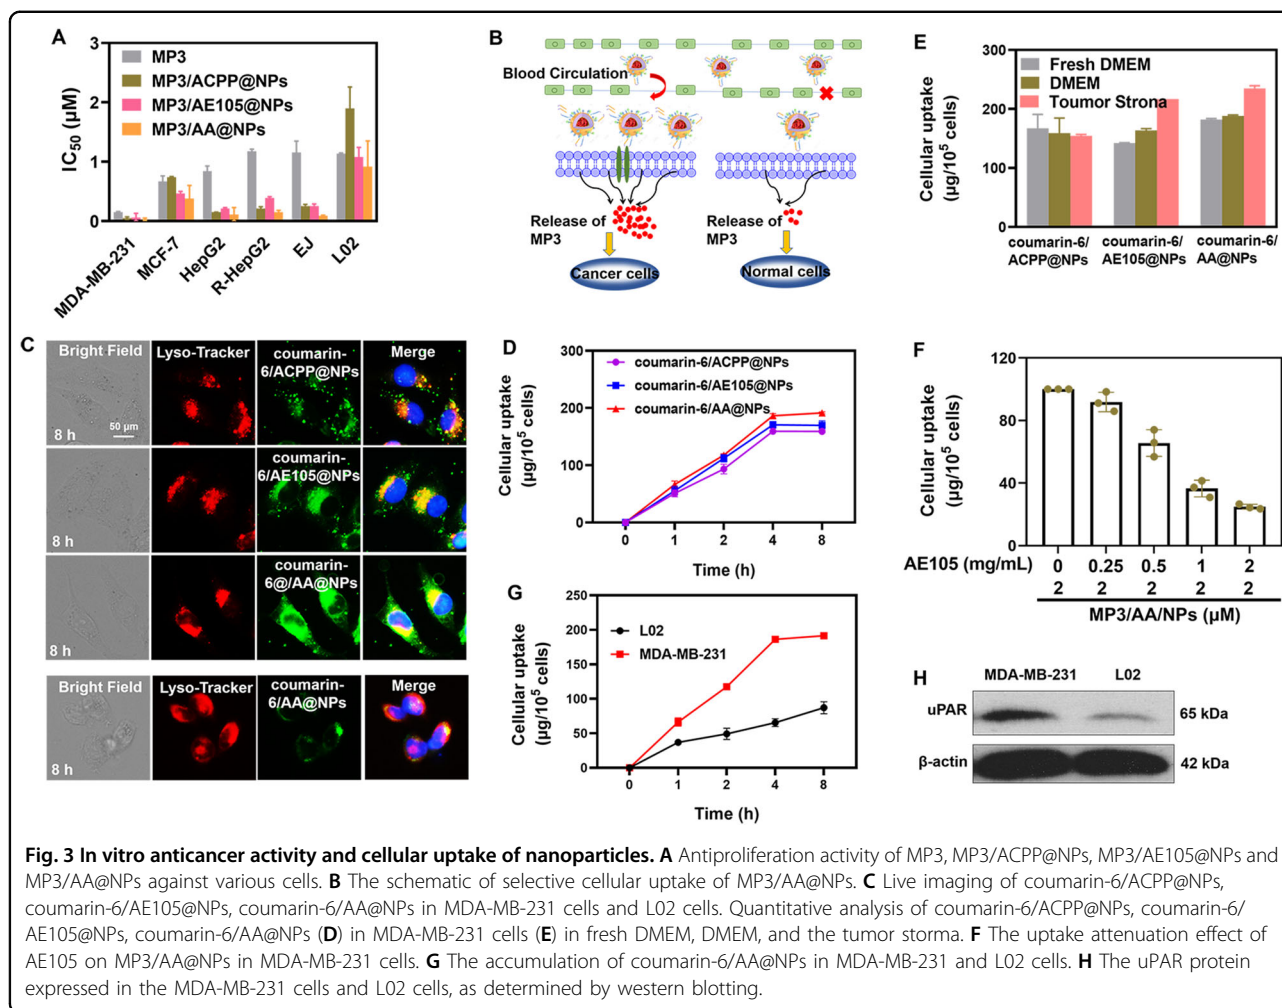 A
3
2
1
0
IC50 (µM)
MP3
MP3/ACPP@NPs
MP3/AE105@NPs
MP3/AA@NPs
MDA-MB-231
MCF-7
HepG2
R-HepG2
EJ
L02
B
Blood Circulation
Release of
MP3
Release of
MP3
Cancer cells
Normal cells
E
300
200
100
0
Cellular uptake
(µg/10⁵ cells)
Fresh DMEM
DMEM
Toumor Strona
coumarin-6/
ACPP@NPs
coumarin-6/
AE105@NPs
coumarin-6/
AA@NPs
C
Bright Field
Lyso-Tracker
coumarin-
6/ACPP@NPs
Merge
50 µm
8 h
coumarin-
6/AE105@NPs
8 h
coumarin-
6@/AA@NPs
8 h
Bright Field
Lyso-Tracker
coumarin-
6/AA@NPs
Merge
8 h
D
300
200
100
0
Cellular uptake
(µg/10⁵ cells)
coumarin-6/ACPP@NPs
coumarin-6/AE105@NPs
coumarin-6/AA@NPs
0 1 2 4 8
Time (h)
F
120
80
40
0
Cellular uptake
(µg/10⁵ cells)
AE105 (mg/mL) 0 0.25 0.5 1 2
2 2 2 2 2
MP3/AA/NPs (µM)
G
250
200
150
100
50
0
Cellular uptake
(µg/10⁵ cells)
L02
MDA-MB-231
0 1 2 4 8
Time (h)
H
MDA-MB-231 L02
uPAR 65 kDa
β-actin 42 kDa
Fig. 3 In vitro anticancer activity and cellular uptake of nanoparticles. A Antiproliferation activity of MP3, MP3/ACPP@NPs, MP3/AE105@NPs and
MP3/AA@NPs against various cells. B The schematic of selective cellular uptake of MP3/AA@NPs. C Live imaging of coumarin-6/ACPP@NPs,
coumarin-6/AE105@NPs, coumarin-6/AA@NPs in MDA-MB-231 cells and L02 cells. Quantitative analysis of coumarin-6/ACPP@NPs, coumarin-6/
AE105@NPs, coumarin-6/AA@NPs (D) in MDA-MB-231 cells (E) in fresh DMEM, DMEM, and the tumor storma. F The uptake attenuation effect of
AE105 on MP3/AA@NPs in MDA-MB-231 cells. G The accumulation of coumarin-6/AA@NPs in MDA-MB-231 and L02 cells. H The uPAR protein
expressed in the MDA-MB-231 cells and L02 cells, as determined by western blotting.